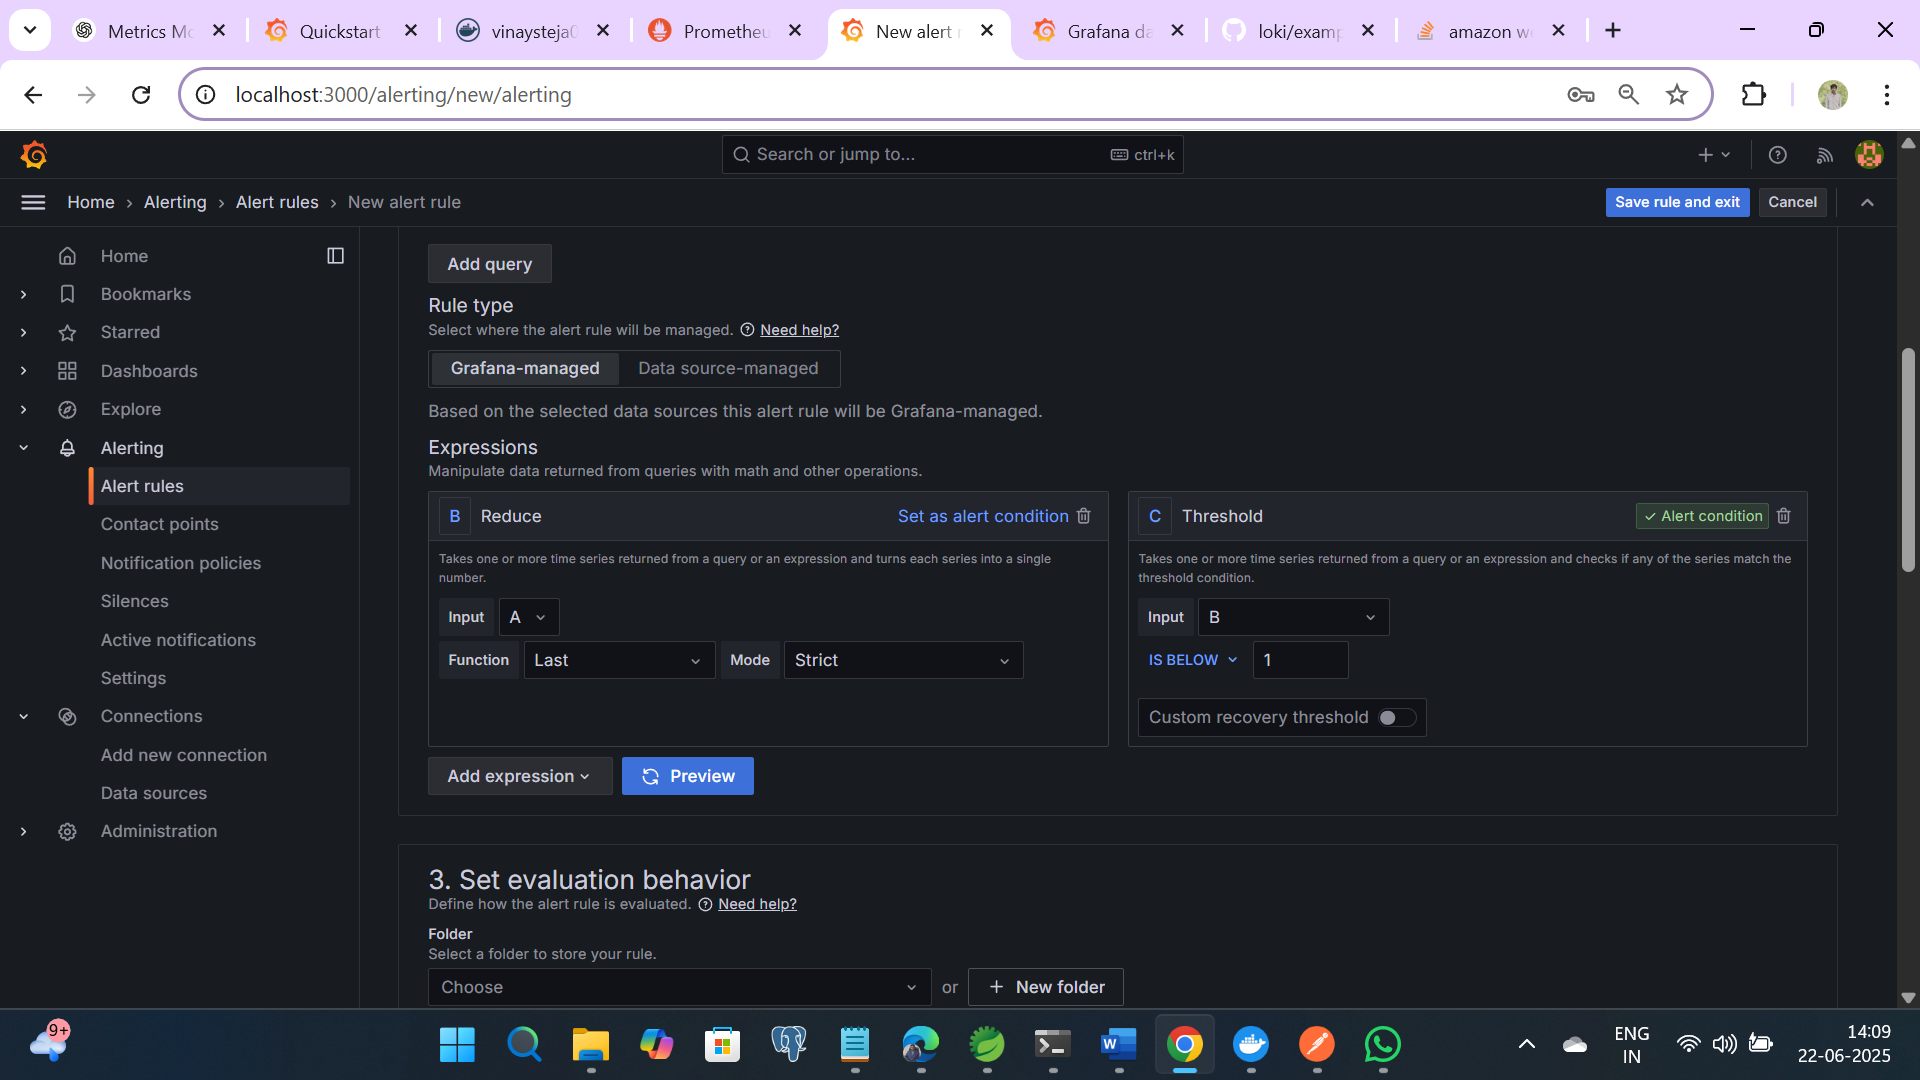 Metrics Mo
Quickstart
vinaysteja0
Prometheu
New alert r
Grafana da
loki/examp
amazon we
localhost:3000/alerting/new/alerting
Search or jump to...
ctrl+k
Home › Alerting › Alert rules › New alert rule
Save rule and exit
Cancel
Home
Bookmarks
Starred
Dashboards
Explore
Alerting
Alert rules
Contact points
Notification policies
Silences
Active notifications
Settings
Connections
Add new connection
Data sources
Administration
Add query
Rule type
Select where the alert rule will be managed. Need help?
Grafana-managed Data source-managed
Based on the selected data sources this alert rule will be Grafana-managed.
Expressions
Manipulate data returned from queries with math and other operations.
B Reduce Set as alert condition
Takes one or more time series returned from a query or an expression and turns each series into a single
number.
Input A
Function Last Mode Strict
C Threshold Alert condition
Takes one or more time series returned from a query or an expression and checks if any of the series match the
threshold condition.
Input B
IS BELOW 1
Custom recovery threshold
Add expression Preview
3. Set evaluation behavior
Define how the alert rule is evaluated. Need help?
Folder
Select a folder to store your rule.
Choose or + New folder
9+
W
ENG
IN
14:09
22-06-2025